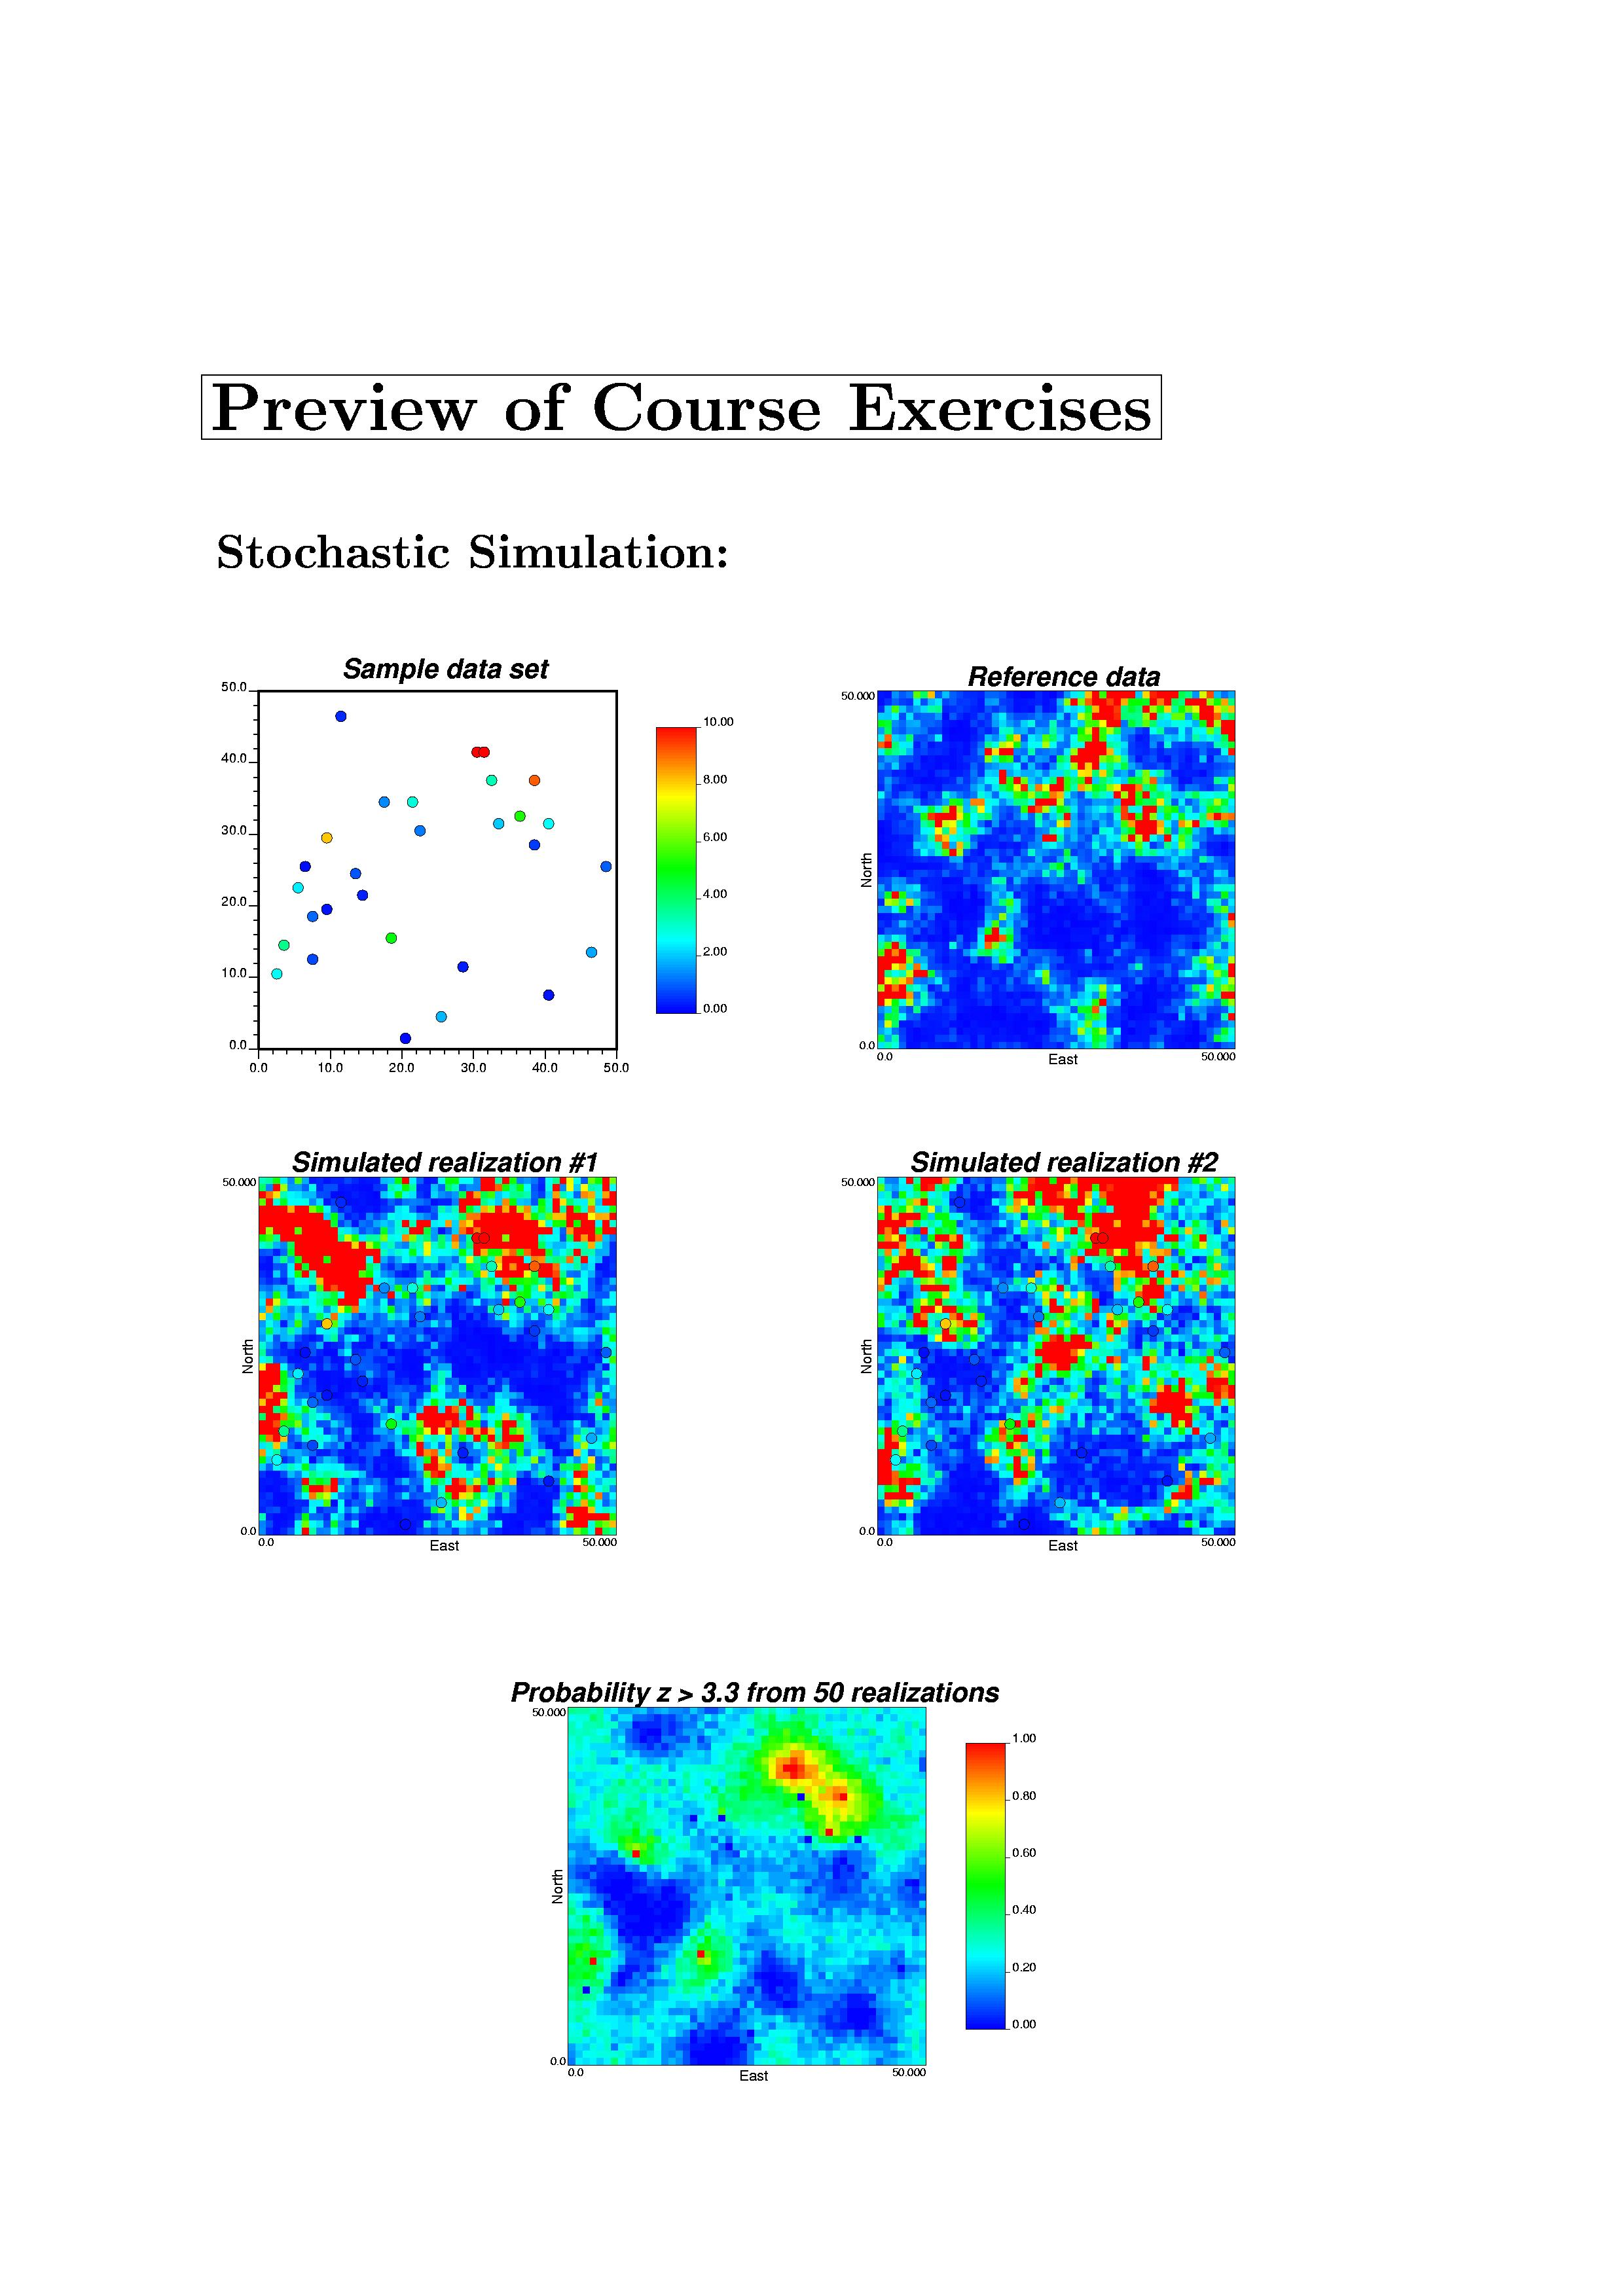 Preview of Course Exercises
Stochastic Simulation:
Sample data set
50.0
40.0
30.0
20.0
10.0
0.0
0.0 10.0 20.0 30.0 40.0 50.0
10.00
8.00
6.00
4.00
2.00
0.00
Reference data
50.000
North
0.0
0.0 East 50.000
Simulated realization #1
50.000
North
0.0
0.0 East 50.000
Simulated realization #2
50.000
North
0.0
0.0 East 50.000
Probability z > 3.3 from 50 realizations
50.000
North
0.0
0.0 East 50.000
1.00
0.80
0.60
0.40
0.20
0.00